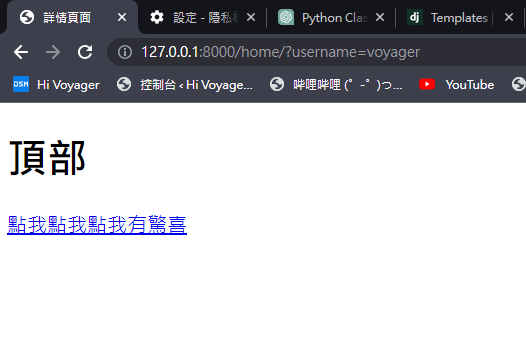 詳情頁面
設定 - 隱私
Python Clas
Templates |
127.0.0.1:8000/home/?username=voyager
DSM Hi Voyager
控制台 ‹ Hi Voyage...
嗶哩嗶哩 (゜-゜)つ...
YouTube
頂部
點我點我點我有驚喜